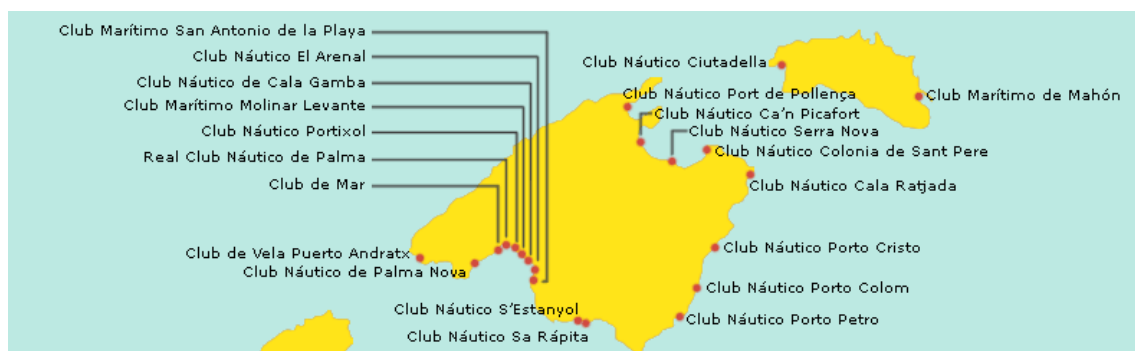 Club Marítimo San Antonio de la Playa
Club Náutico El Arenal
Club Náutico Ciutadella
Club Náutico de Cala Gamba
Club Náutico Port de Pollença
Club Marítimo de Mahón
Club Marítimo Molinar Levante
Club Náutico Ca'n Picafort
Club Náutico Portixol
Club Náutico Serra Nova
Club Náutico Colonia de Sant Pere
Real Club Náutico de Palma
Club Náutico Cala Ratjada
Club de Mar
Club de Vela Puerto Andratx
Club Náutico Porto Cristo
Club Náutico de Palma Nova
Club Náutico Porto Colom
Club Náutico S'Estanyol
Club Náutico Porto Petro
Club Náutico Sa Rápita